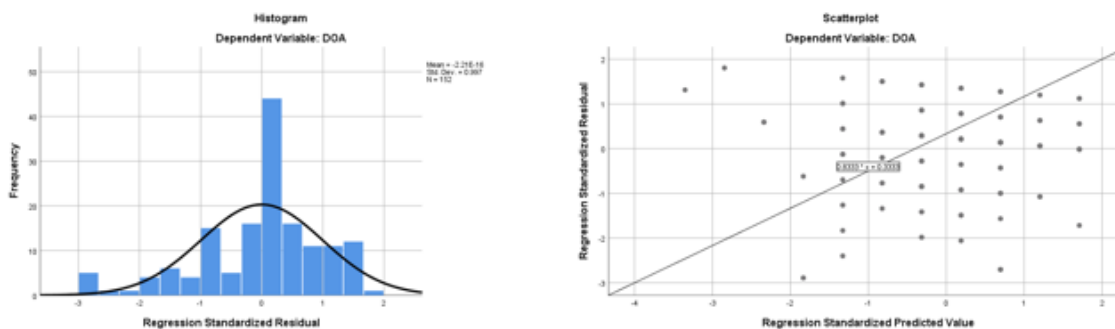 Histogram
Dependent Variable: DOA
Mean = -2.21E-16
Std. Dev. = 0.997
N = 152
Frequency
50
40
30
20
10
0
-3 -2 -1 0 1 2
Regression Standardized Residual
Scatterplot
Dependent Variable: DOA
Regression Standardized Residual
2
1
0
-1
-2
-3
-4 -3 -2 -1 0 1 2
Regression Standardized Predicted Value